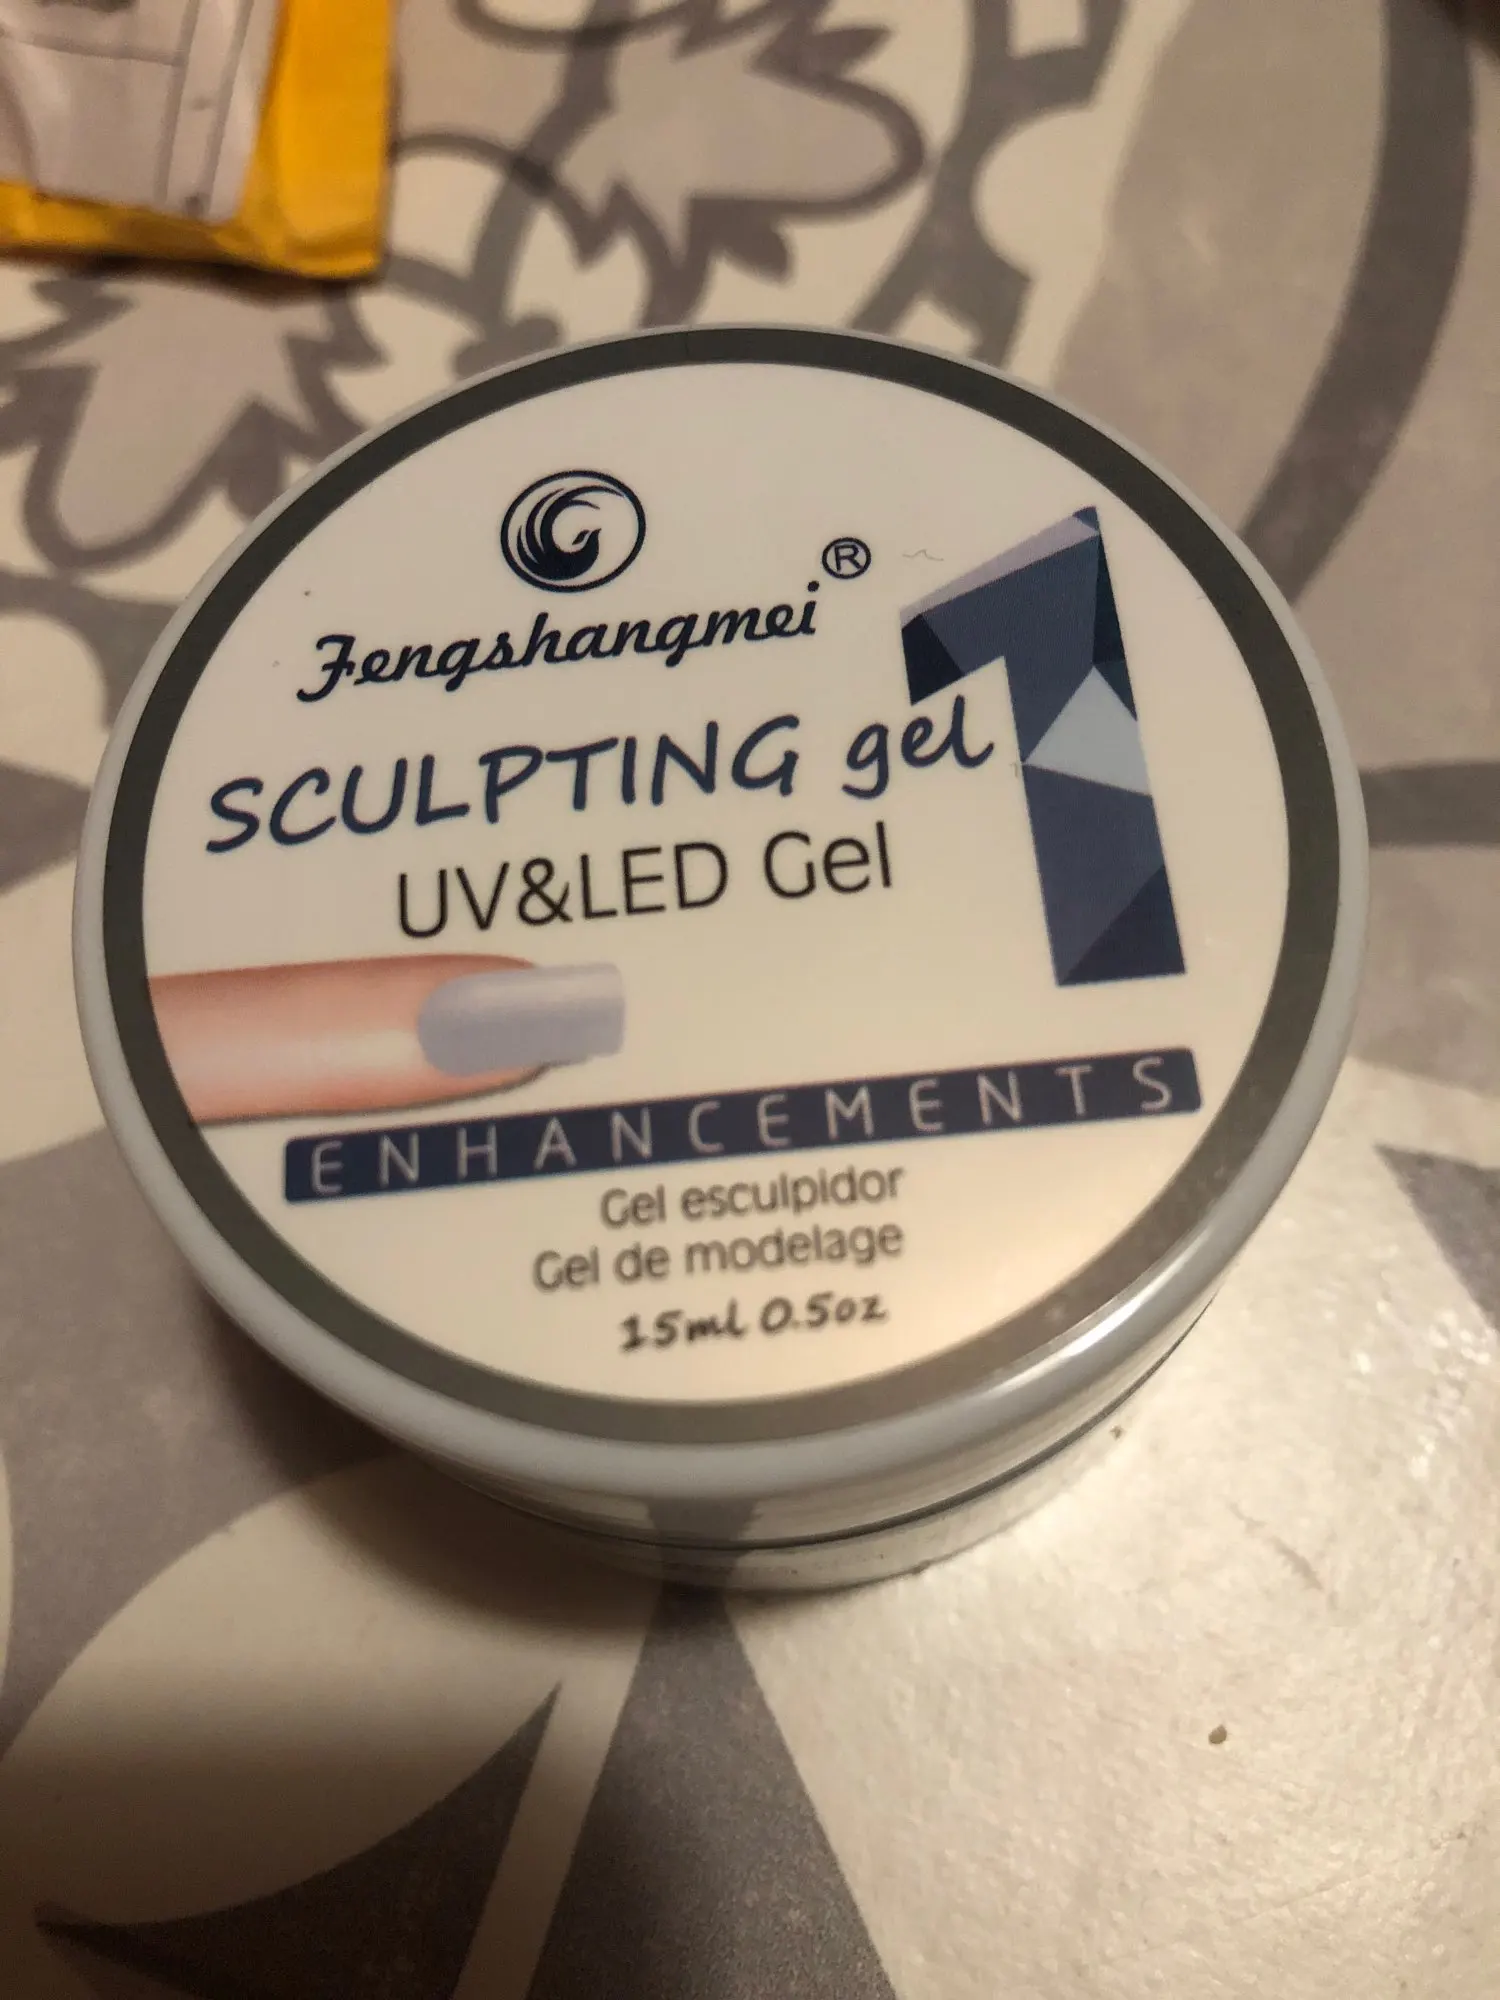 Fengshangmei®
SCULPTING gel 1
UV&LED Gel
ENHANCEMENTS
Gel esculpidor
Gel de modelage
15ml 0.5oz